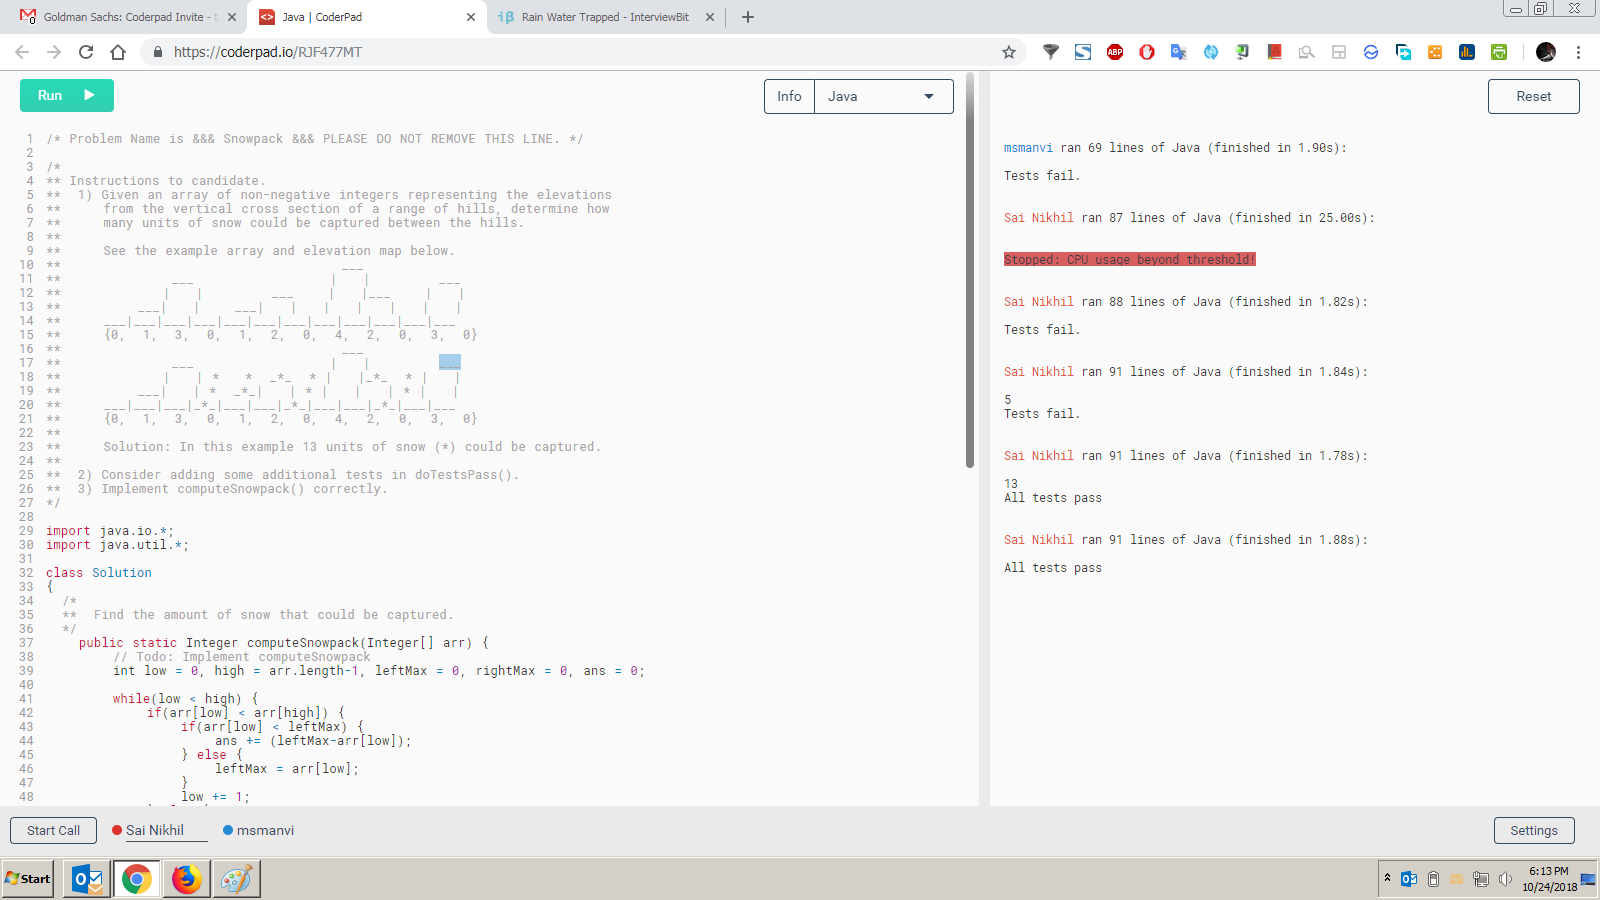 Goldman Sachs: Coderpad Invite - t
Java | CoderPad
Rain Water Trapped - InterviewBit
https://coderpad.io/RJF477MT
Run
Info
Java
Reset
1 /* Problem Name is &&& Snowpack &&& PLEASE DO NOT REMOVE THIS LINE. */
2
3 /*
4 ** Instructions to candidate.
5 **  1) Given an array of non-negative integers representing the elevations
6 **     from the vertical cross section of a range of hills, determine how
7 **     many units of snow could be captured between the hills.
8 **
9 **     See the example array and elevation map below.
10 **                                 ___
11 **             ___                |   |        ___
12 **            |   |        ___    |   |___    |   |
13 **         ___|   |    ___|   |   |   |   |   |   |
14 **     ___|___|___|___|___|___|___|___|___|___|___|___
15 **     {0,  1,  3,  0,  1,  2,  0,  4,  2,  0,  3,  0}
16 **                                 ___
17 **             ___                |   |        ___
18 **            |   | *   *  _*_  * |   |_*_  * |   |
19 **         ___|   | *  _*_|   | * |   |   | * |   |
20 **     ___|___|___|_*_|___|___|_*_|___|___|_*_|___|___
21 **     {0,  1,  3,  0,  1,  2,  0,  4,  2,  0,  3,  0}
22 **
23 **     Solution: In this example 13 units of snow (*) could be captured.
24 **
25 **  2) Consider adding some additional tests in doTestsPass().
26 **  3) Implement computeSnowpack() correctly.
27 */
28
29 import java.io.*;
30 import java.util.*;
31
32 class Solution
33 {
34 /*
35 **  Find the amount of snow that could be captured.
36 */
37 public static Integer computeSnowpack(Integer[] arr) {
38 // Todo: Implement computeSnowpack
39 int low = 0, high = arr.length-1, leftMax = 0, rightMax = 0, ans = 0;
40
41 while(low < high) {
42 if(arr[low] < arr[high]) {
43 if(arr[low] < leftMax) {
44 ans += (leftMax-arr[low]);
45 } else {
46 leftMax = arr[low];
47 }
48 low += 1;
msmanvi ran 69 lines of Java (finished in 1.90s):
Tests fail.
Sai Nikhil ran 87 lines of Java (finished in 25.00s):
Stopped: CPU usage beyond threshold!
Sai Nikhil ran 88 lines of Java (finished in 1.82s):
Tests fail.
Sai Nikhil ran 91 lines of Java (finished in 1.84s):
5
Tests fail.
Sai Nikhil ran 91 lines of Java (finished in 1.78s):
13
All tests pass
Sai Nikhil ran 91 lines of Java (finished in 1.88s):
All tests pass
Start Call
Sai Nikhil
msmanvi
Settings
Start
6:13 PM
10/24/2018